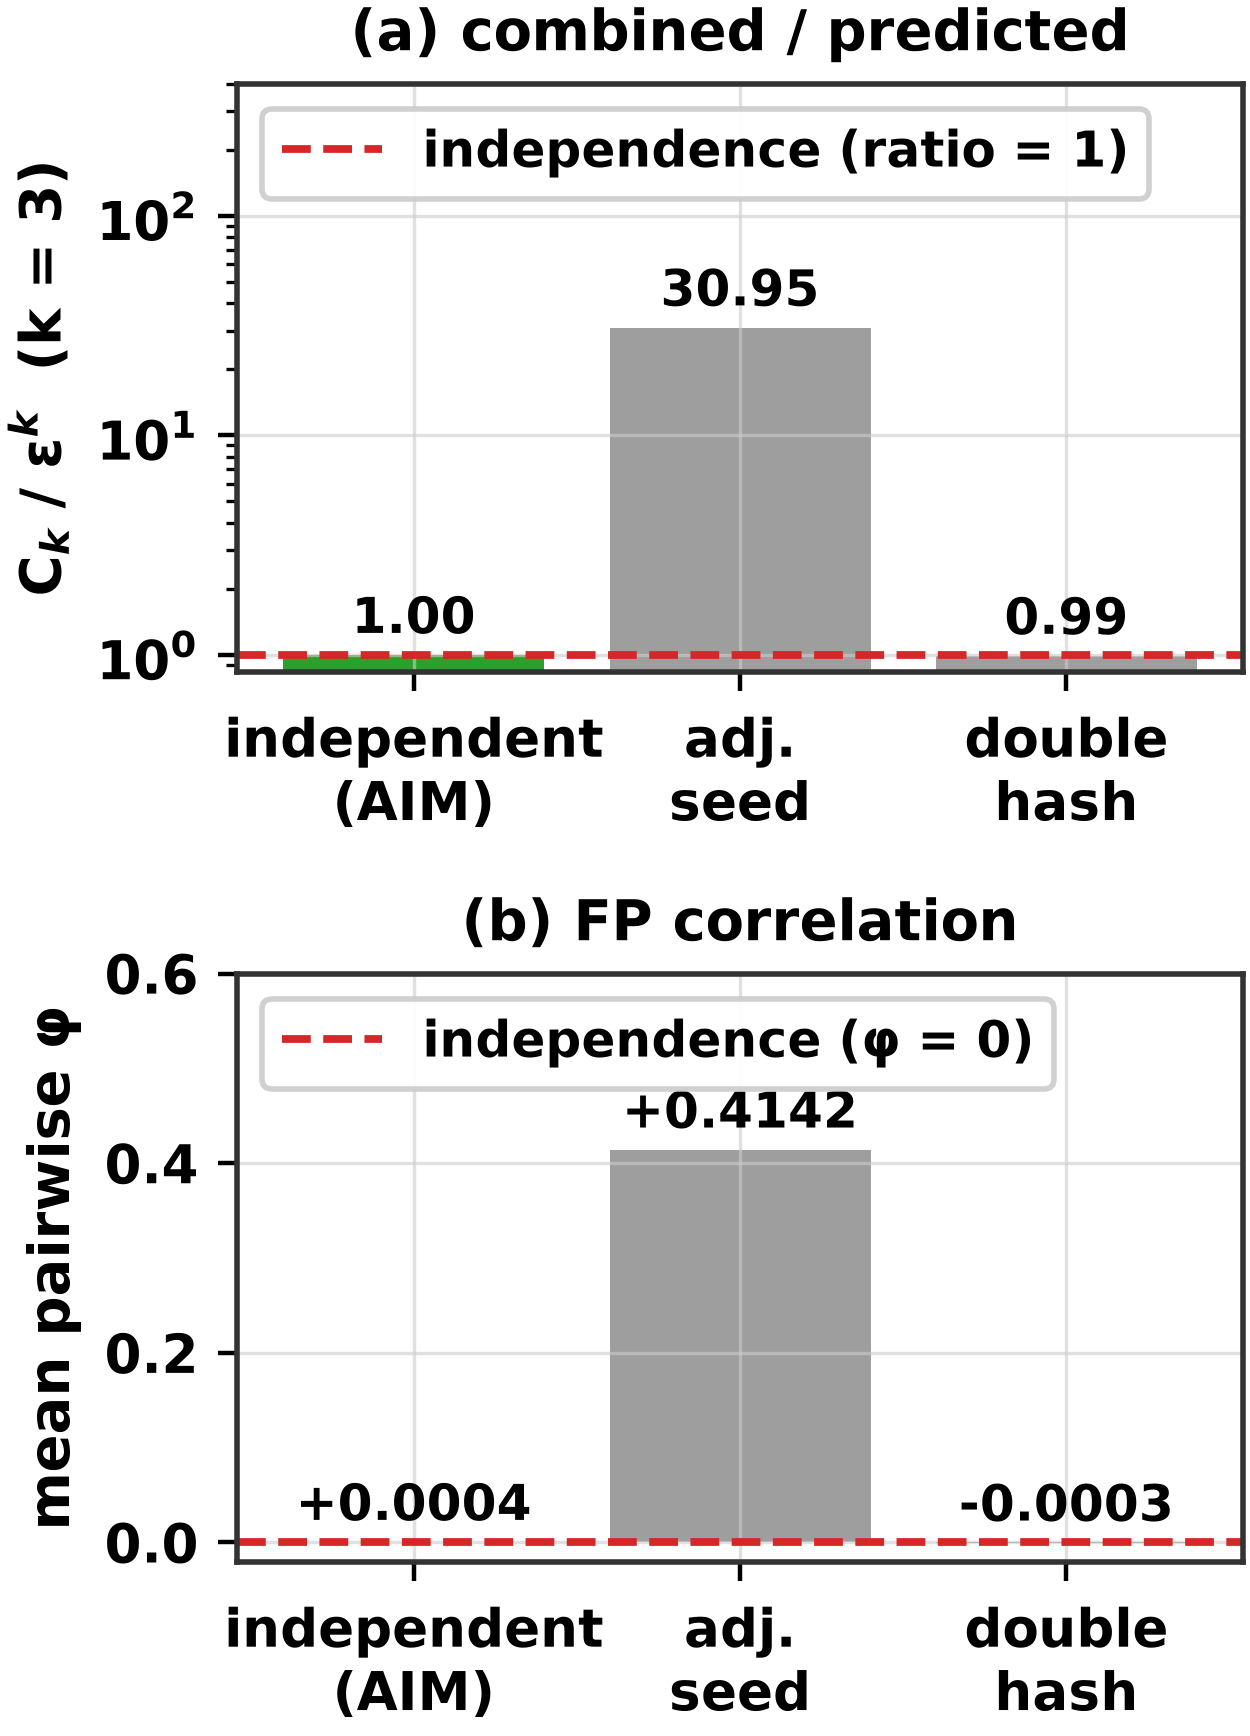 (a) combined / predicted
C_k / ε^k (k = 3)
independence (ratio = 1)
10²
10¹
10⁰
1.00
30.95
0.99
independent
(AIM)
adj.
seed
double
hash
(b) FP correlation
mean pairwise φ
independence (φ = 0)
0.6
0.4
0.2
0.0
+0.0004
+0.4142
-0.0003
independent
(AIM)
adj.
seed
double
hash